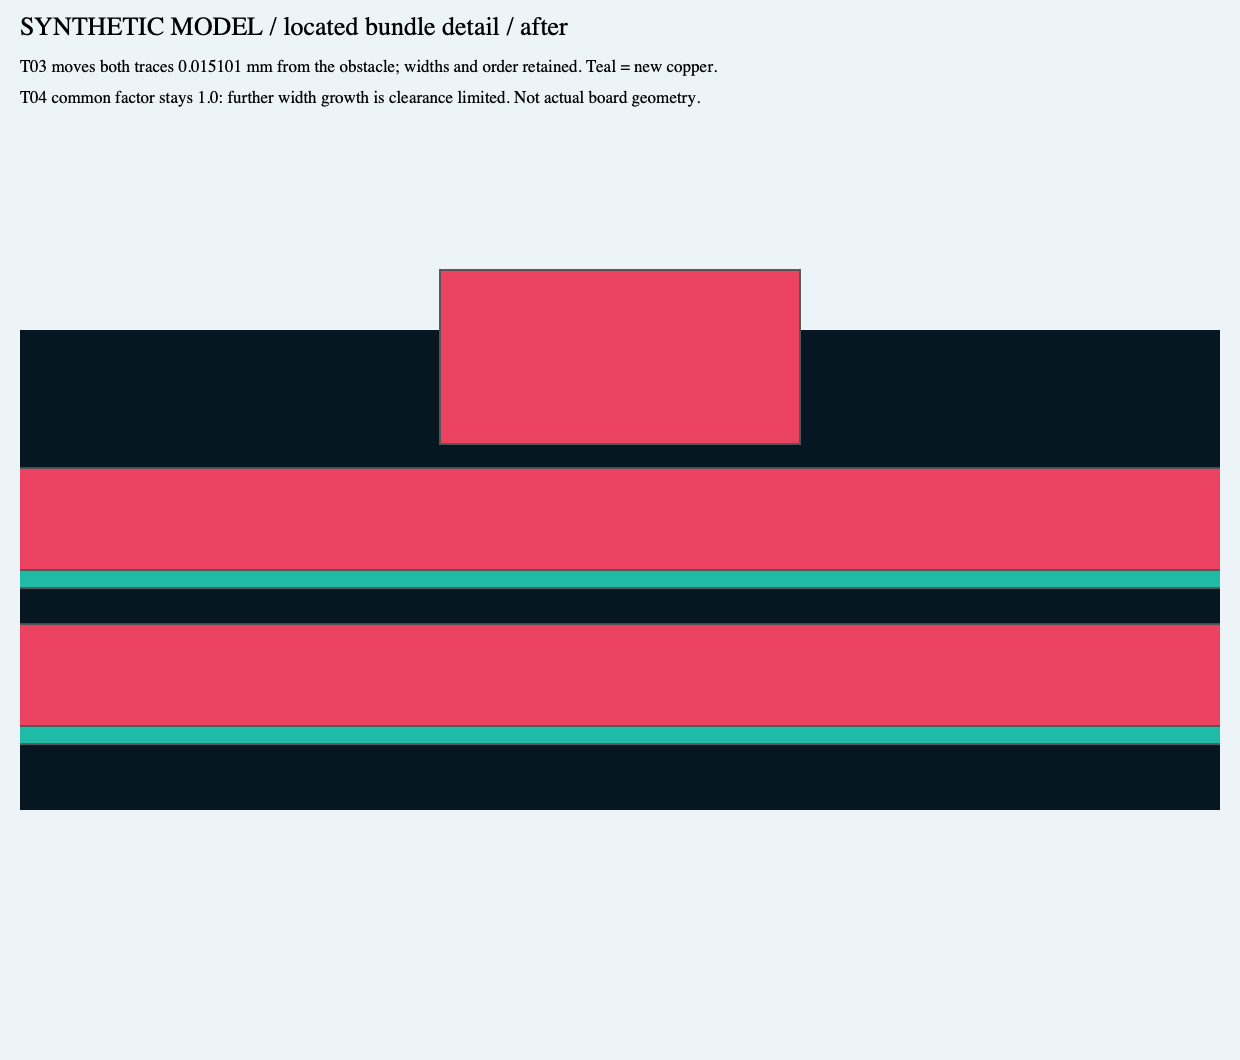 SYNTHETIC MODEL / located bundle detail / after
T03 moves both traces 0.015101 mm from the obstacle; widths and order retained. Teal = new copper.
T04 common factor stays 1.0: further width growth is clearance limited. Not actual board geometry.